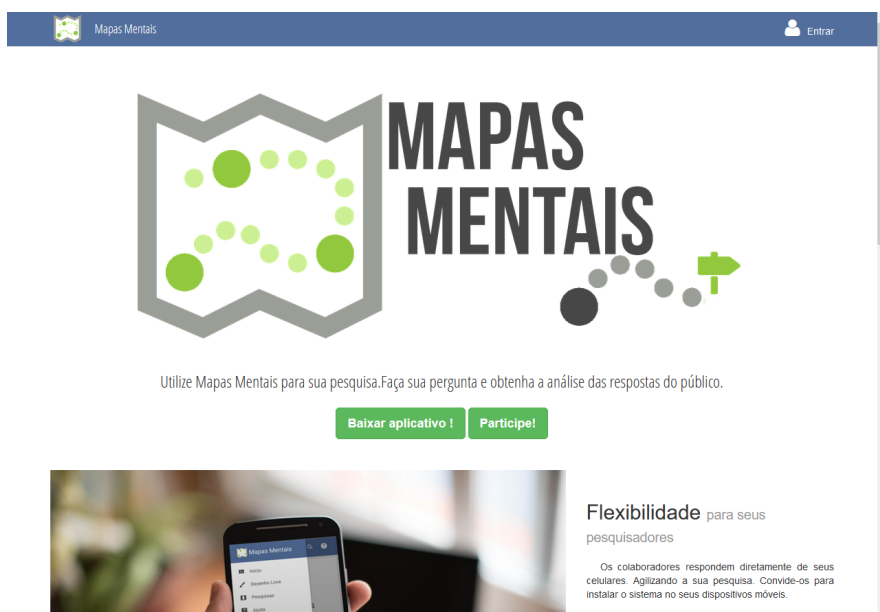 Mapas Mentais
Entrar
MAPAS
MENTAIS
Utilize Mapas Mentais para sua pesquisa.Faça sua pergunta e obtenha a análise das respostas do público.
Baixar aplicativo !
Participe!
Flexibilidade para seus
pesquisadores
Os colaboradores respondem diretamente de seus
celulares. Agilizando a sua pesquisa. Convide-os para
instalar o sistema no seus dispositivos móveis.
Mapas Mentais
Início
Desenho Livre
Pesquisas
Ajuda